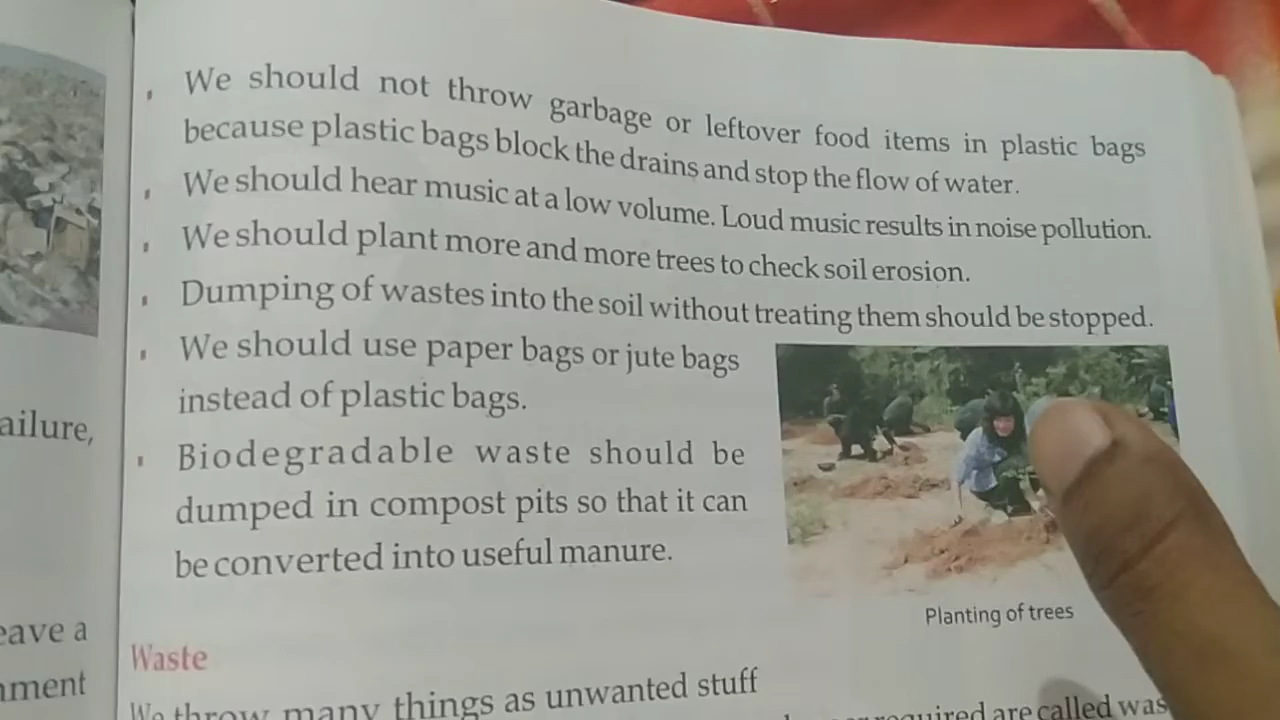 ailure,
eave a
We should not throw garbage or leftover food items in plastic bags
because plastic bags block the drains and stop the flow of water.
We should hear music at a low volume. Loud music results in noise pollution.
We should plant more and more trees to check soil erosion.
Dumping of wastes into the soil without treating them should be stopped.
We should use paper bags or jute bags
instead of plastic bags.
Biodegradable waste should be
dumped in compost pits so that it can
be converted into useful manure.
Planting of trees
Waste
We throw many things as unwanted stuff
required are called was